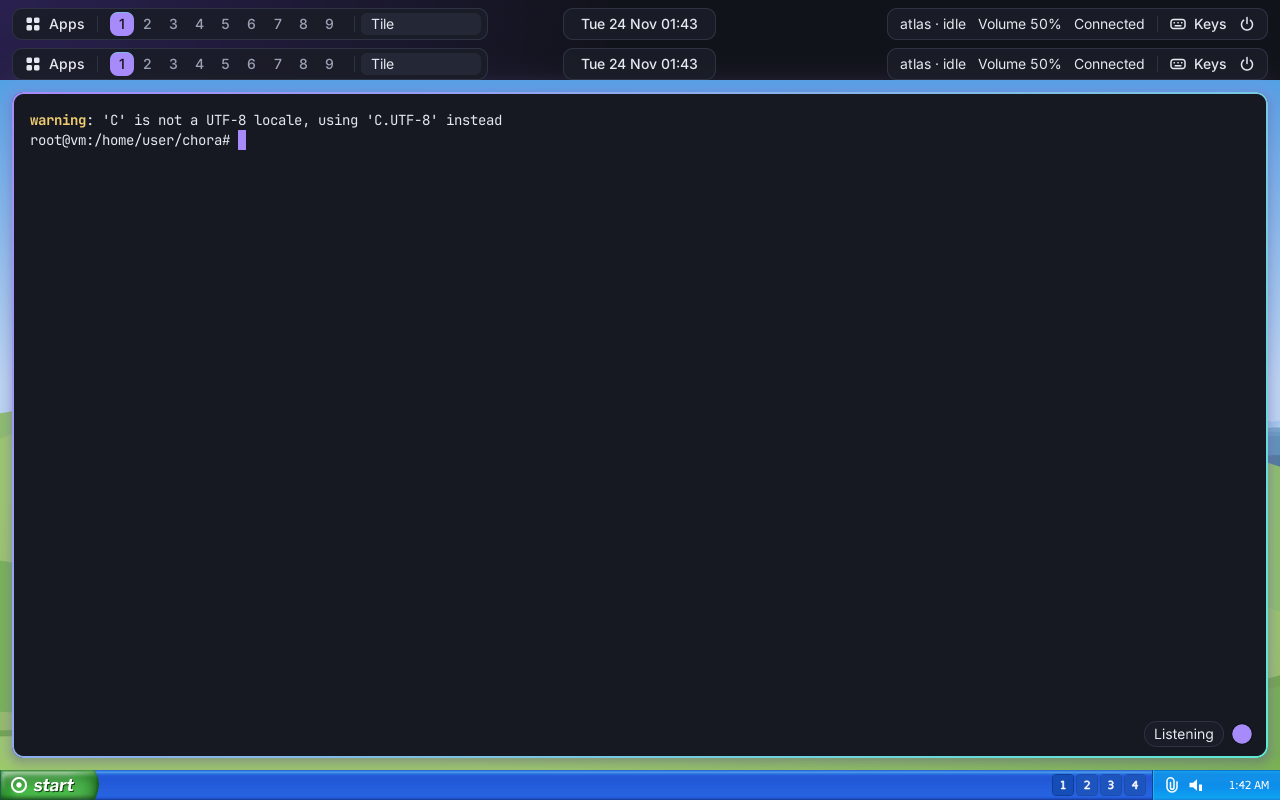 Apps 1 2 3 4 5 6 7 8 9 Tile Tue 24 Nov 01:43 atlas · idle Volume 50% Connected Keys
Apps 1 2 3 4 5 6 7 8 9 Tile Tue 24 Nov 01:43 atlas · idle Volume 50% Connected Keys
warning: 'C' is not a UTF-8 locale, using 'C.UTF-8' instead
root@vm:/home/user/chora#
Listening
start 1 2 3 4 1:42 AM